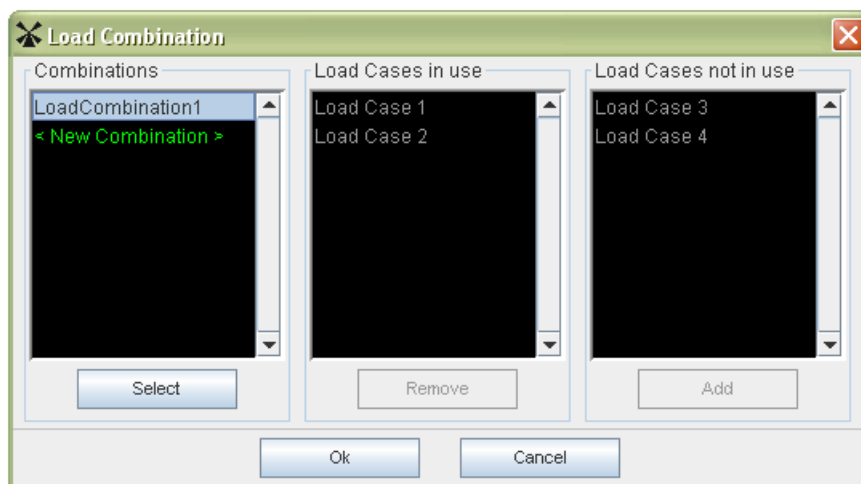 Load Combination
Combinations
LoadCombination1
< New Combination >
Select
Load Cases in use
Load Case 1
Load Case 2
Remove
Load Cases not in use
Load Case 3
Load Case 4
Add
Ok
Cancel